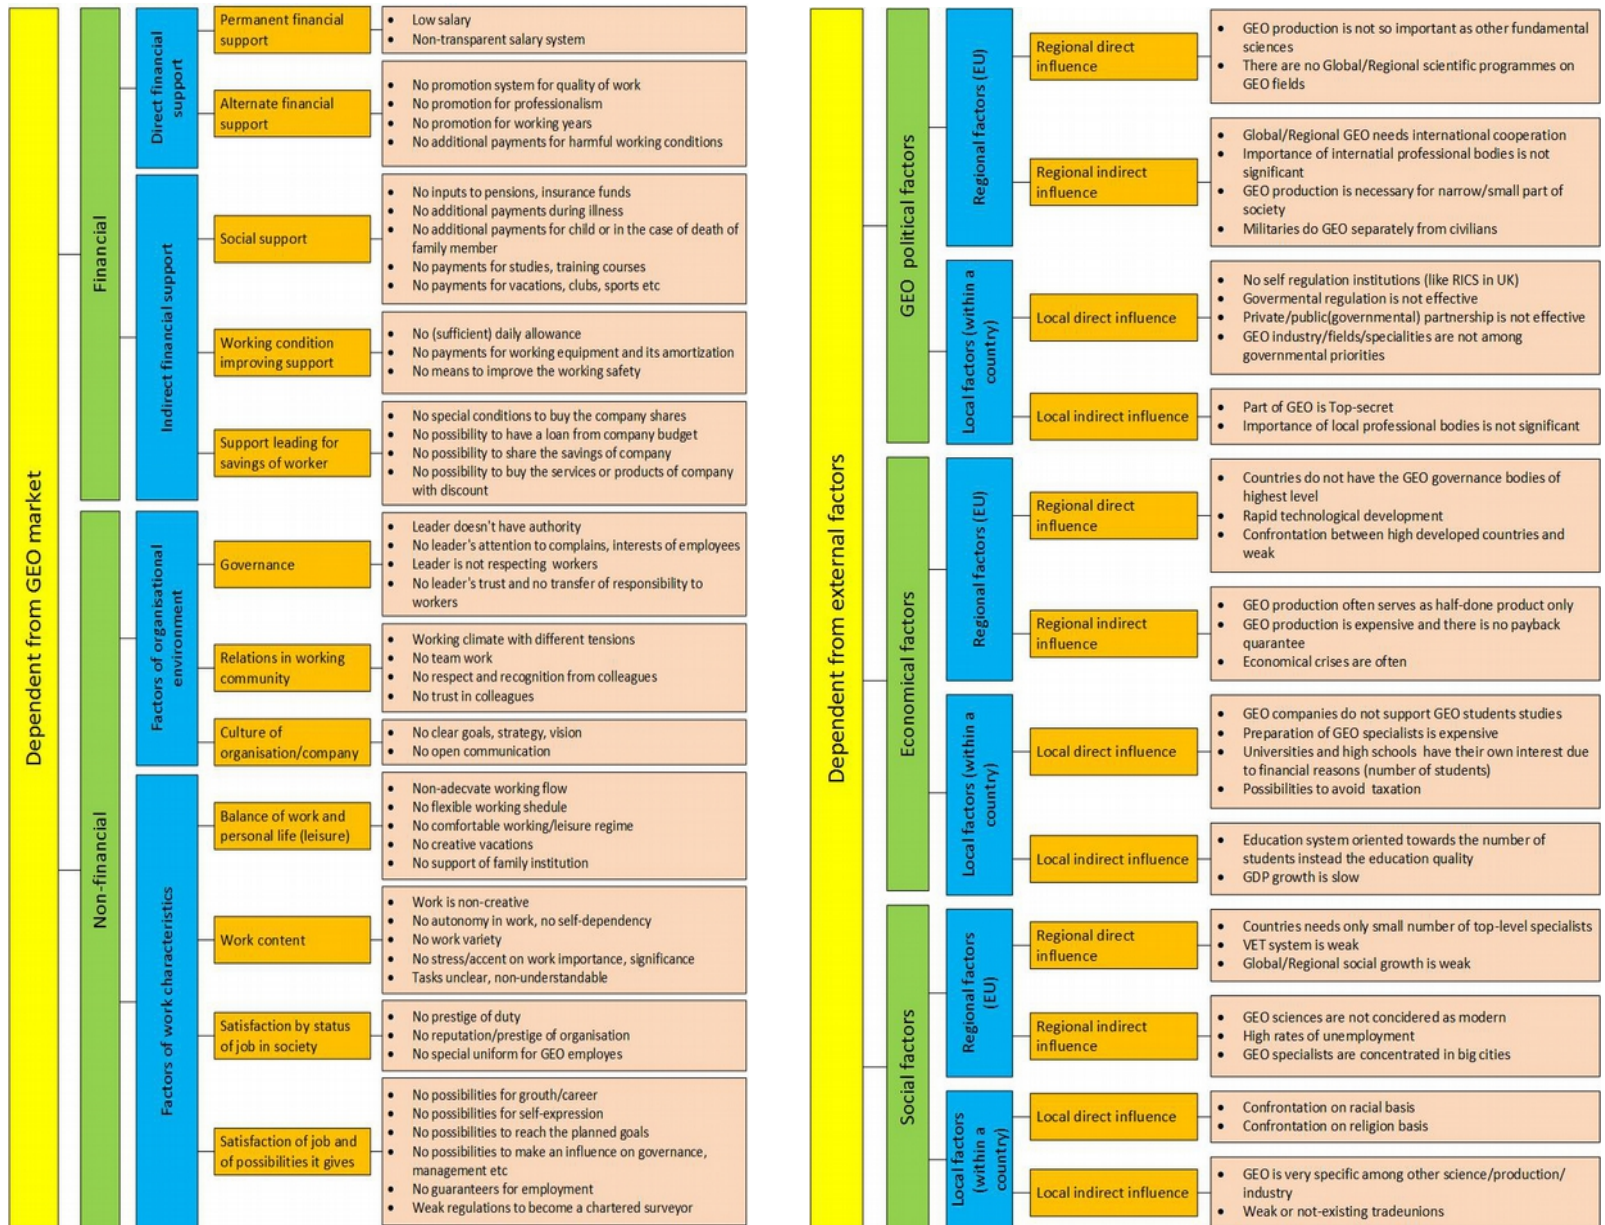 Dependent from GEO market
Financial
Direct financial
support
Permanent financial
support
• Low salary
• Non-transparent salary system
Alternate financial
support
• No promotion system for quality of work
• No promotion for professionalism
• No promotion for working years
• No additional payments for harmful working conditions
Indirect financial support
Social support
• No inputs to pensions, insurance funds
• No additional payments during illness
• No additional payments for child or in the case of death of
family member
• No payments for studies, training courses
• No payments for vacations, clubs, sports etc
Working condition
improving support
• No (sufficient) daily allowance
• No payments for working equipment and its amortization
• No means to improve the working safety
Support leading for
savings of worker
• No special conditions to buy the company shares
• No possibility to have a loan from company budget
• No possibility to share the savings of company
• No possibility to buy the services or products of company
with discount
Non-financial
Factors of organisational
environment
Governance
• Leader doesn't have authority
• No leader's attention to complains, interests of employees
• Leader is not respecting workers
• No leader's trust and no transfer of responsibility to
workers
Relations in working
community
• Working climate with different tensions
• No team work
• No respect and recognition from colleagues
• No trust in colleagues
Culture of
organisation/company
• No clear goals, strategy, vision
• No open communication
Factors of work characteristics
Balance of work and
personal life (leisure)
• Non-adecvate working flow
• No flexible working shedule
• No comfortable working/leisure regime
• No creative vacations
• No support of family institution
Work content
• Work is non-creative
• No autonomy in work, no self-dependency
• No work variety
• No stress/accent on work importance, significance
• Tasks unclear, non-understandable
Satisfaction by status
of job in society
• No prestige of duty
• No reputation/prestige of organisation
• No special uniform for GEO employes
Satisfaction of job and
of possibilities it gives
• No possibilities for grouth/career
• No possibilities for self-expression
• No possibilities to reach the planned goals
• No possibilities to make an influence on governance,
management etc
• No guaranteers for employment
• Weak regulations to become a chartered surveyor
Dependent from external factors
GEO political factors
Regional factors (EU)
Regional direct
influence
• GEO production is not so important as other fundamental
sciences
• There are no Global/Regional scientific programmes on
GEO fields
Regional indirect
influence
• Global/Regional GEO needs international cooperation
• Importance of internatial professional bodies is not
significant
• GEO production is necessary for narrow/small part of
society
• Militaries do GEO separately from civilians
Local factors (within a
country)
Local direct influence
• No self regulation institutions (like RICS in UK)
• Govermental regulation is not effective
• Private/public(governmental) partnership is not effective
• GEO industry/fields/specialities are not among
governmental priorities
Local indirect influence
• Part of GEO is Top-secret
• Importance of local professional bodies is not significant
Economical factors
Regional factors (EU)
Regional direct
influence
• Countries do not have the GEO governance bodies of
highest level
• Rapid technological development
• Confrontation between high developed countries and
weak
Regional indirect
influence
• GEO production often serves as half-done product only
• GEO production is expensive and there is no payback
quarantee
• Economical crises are often
Local factors (within a
country)
Local direct influence
• GEO companies do not support GEO students studies
• Preparation of GEO specialists is expensive
• Universities and high schools have their own interest due
to financial reasons (number of students)
• Possibilities to avoid taxation
Local indirect influence
• Education system oriented towards the number of
students instead the education quality
• GDP growth is slow
Social factors
Regional factors
(EU)
Regional direct
influence
• Countries needs only small number of top-level specialists
• VET system is weak
• Global/Regional social growth is weak
Regional indirect
influence
• GEO sciences are not concidered as modern
• High rates of unemployment
• GEO specialists are concentrated in big cities
Local factors
(within a
country)
Local direct influence
• Confrontation on racial basis
• Confrontation on religion basis
Local indirect influence
• GEO is very specific among other science/production/
industry
• Weak or not-existing tradeunions